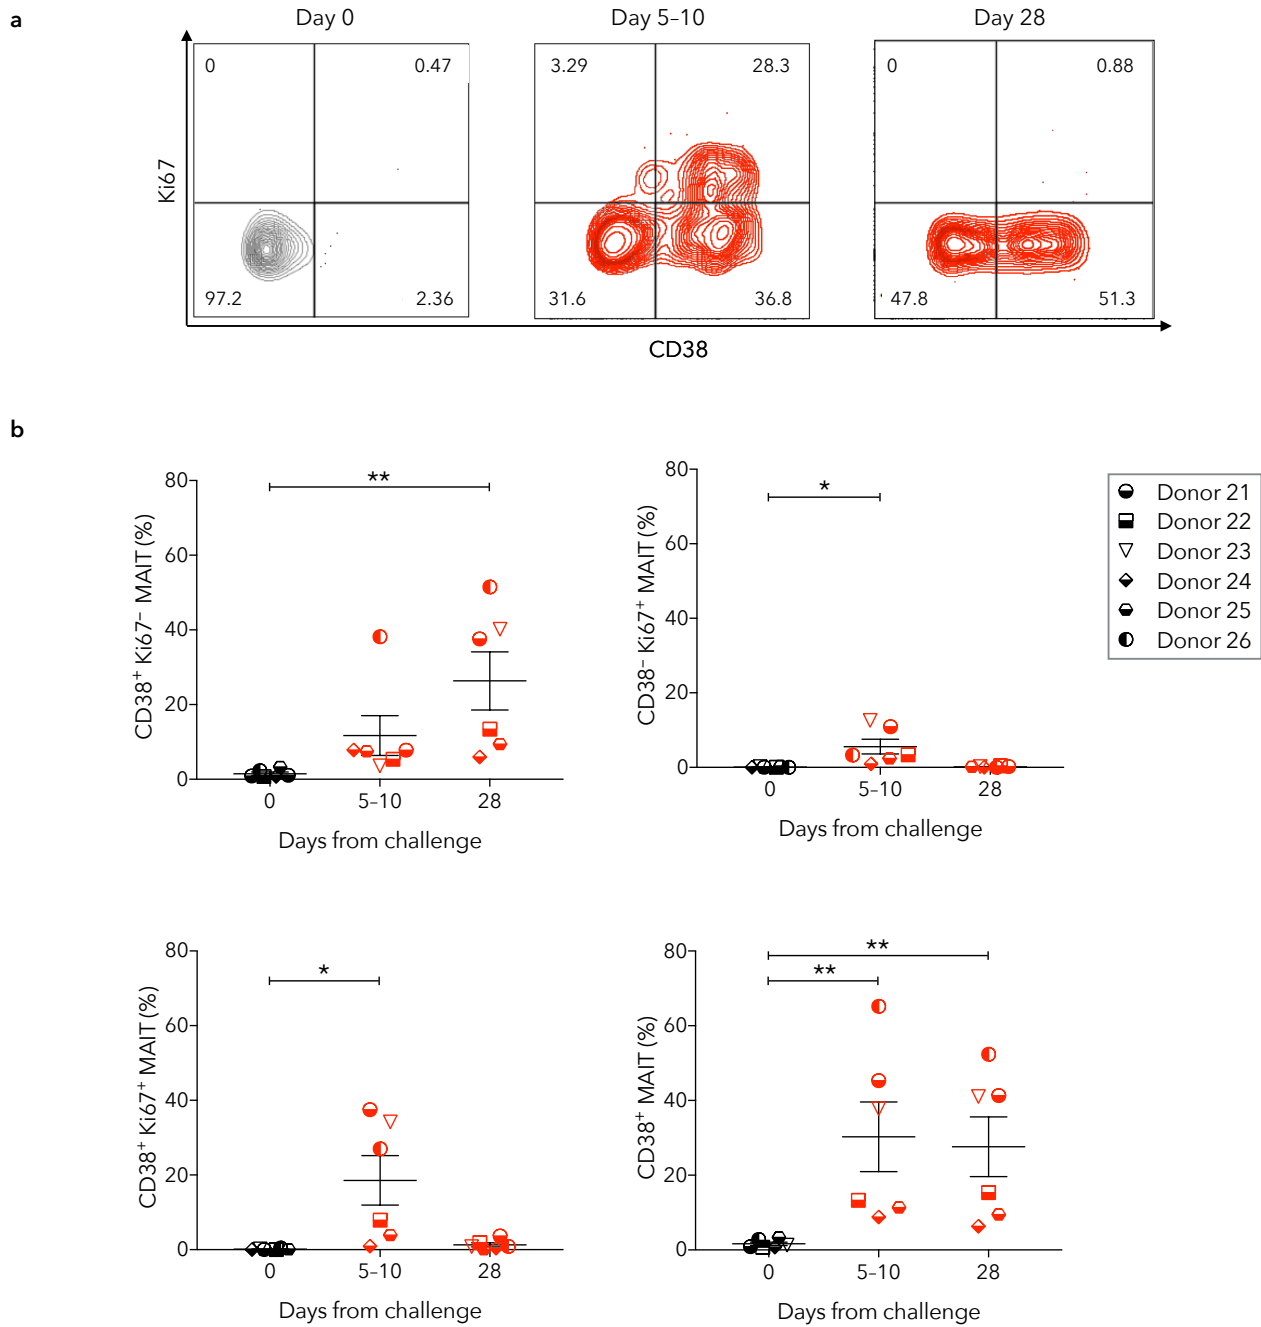 a
Day 0
Day 5–10
Day 28
0
0.47
3.29
28.3
0
0.88
Ki67
97.2
2.36
31.6
36.8
47.8
51.3
CD38
b
80
60
40
20
0
CD38+ Ki67– MAIT (%)
**
0
5–10
28
Days from challenge
80
60
40
20
0
CD38– Ki67+ MAIT (%)
*
0
5–10
28
Days from challenge
Donor 21
Donor 22
Donor 23
Donor 24
Donor 25
Donor 26
80
60
40
20
0
CD38+ Ki67+ MAIT (%)
*
0
5–10
28
Days from challenge
80
60
40
20
0
CD38+ MAIT (%)
**
**
0
5–10
28
Days from challenge